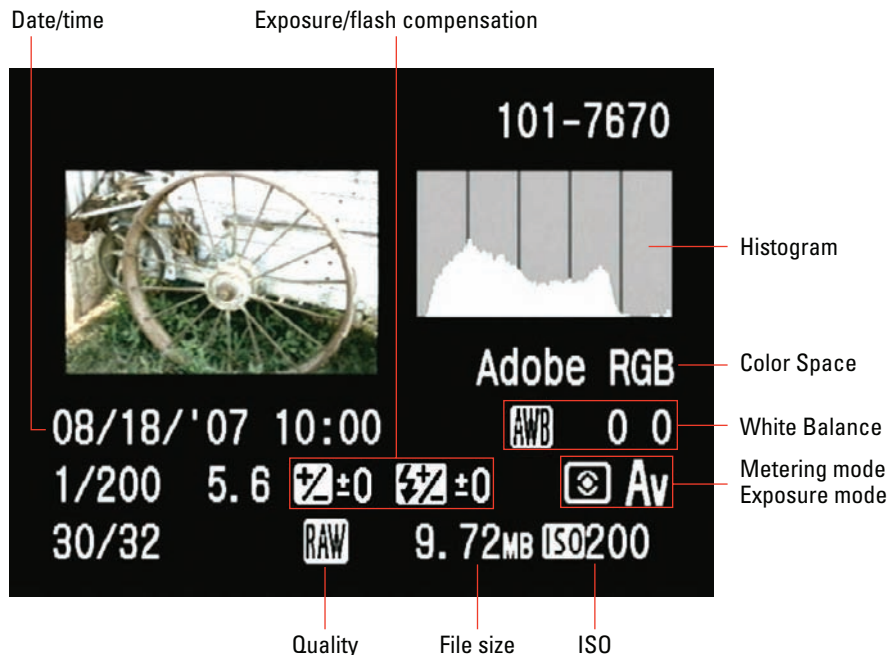 Date/time
Exposure/flash compensation
101-7670
Histogram
Adobe RGB
Color Space
08/18/'07 10:00
AWB 0 0
White Balance
1/200 5.6 ±0 ±0
Av
Metering mode
Exposure mode
30/32 RAW 9.72MB ISO200
Quality
File size
ISO